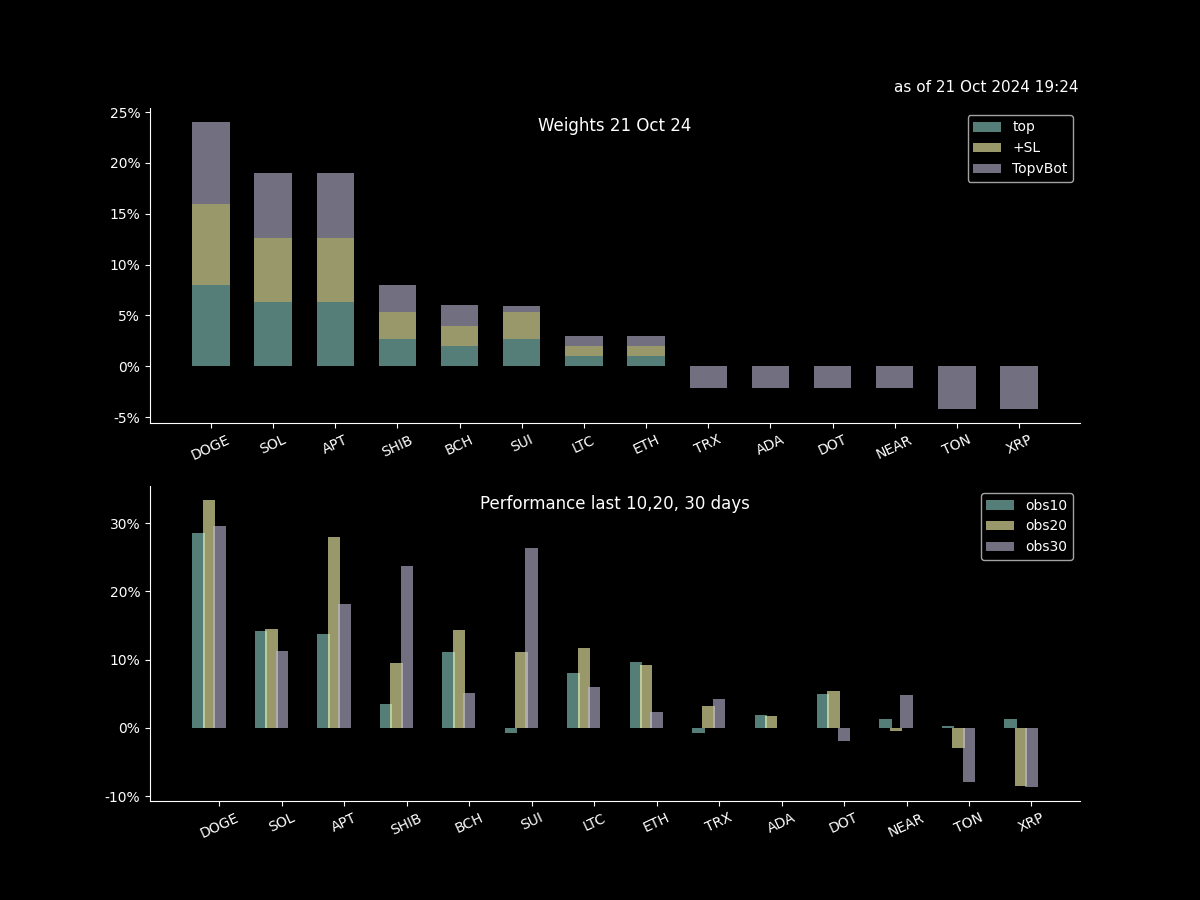 as of 21 Oct 2024 19:24
Weights 21 Oct 24
top
+SL
TopvBot
25%
20%
15%
10%
5%
0%
-5%
DOGE SOL APT SHIB BCH SUI LTC ETH TRX ADA DOT NEAR TON XRP
Performance last 10,20, 30 days
obs10
obs20
obs30
30%
20%
10%
0%
-10%
DOGE SOL APT SHIB BCH SUI LTC ETH TRX ADA DOT NEAR TON XRP